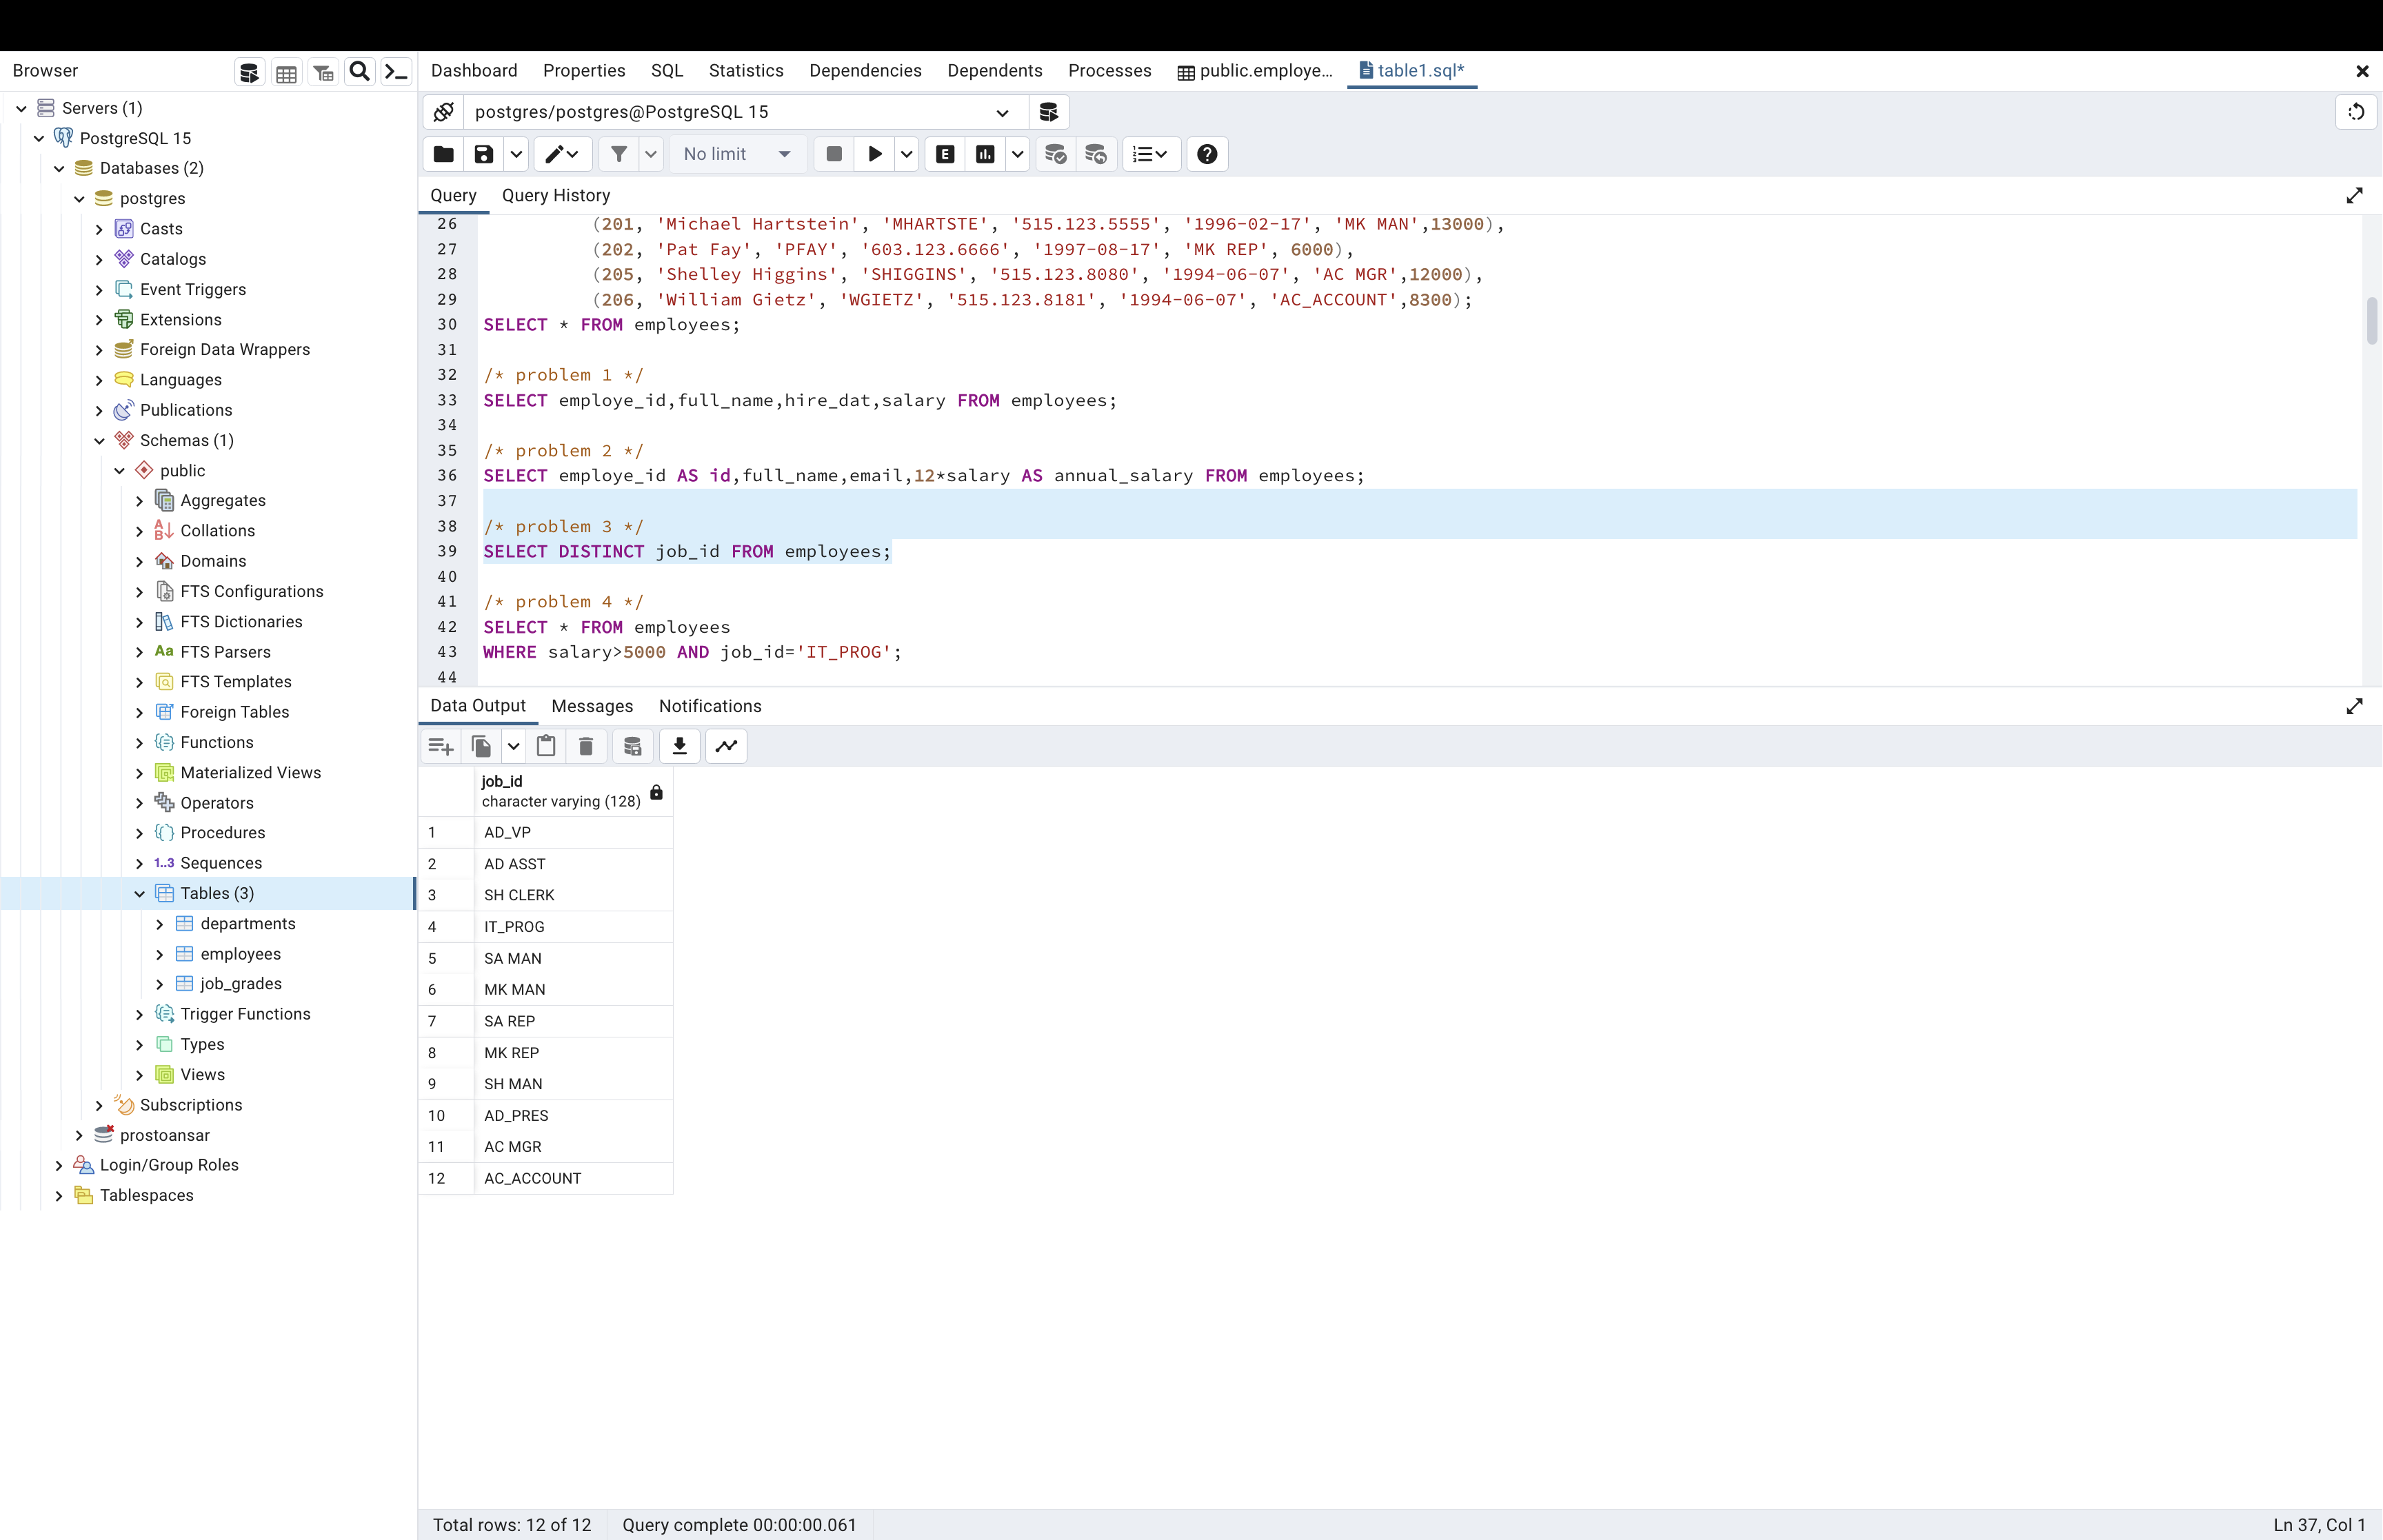 Browser
Servers (1)
PostgreSQL 15
Databases (2)
postgres
Casts
Catalogs
Event Triggers
Extensions
Foreign Data Wrappers
Languages
Publications
Schemas (1)
public
Aggregates
Collations
Domains
FTS Configurations
FTS Dictionaries
Aa FTS Parsers
FTS Templates
Foreign Tables
Functions
Materialized Views
Operators
Procedures
1..3 Sequences
Tables (3)
departments
employees
job_grades
Trigger Functions
Types
Views
Subscriptions
prostoansar
Login/Group Roles
Tablespaces
Dashboard Properties SQL Statistics Dependencies Dependents Processes public.employe... table1.sql*
postgres/postgres@PostgreSQL 15
No limit E
Query Query History
26 (201, 'Michael Hartstein', 'MHARTSTE', '515.123.5555', '1996-02-17', 'MK MAN',13000),
27 (202, 'Pat Fay', 'PFAY', '603.123.6666', '1997-08-17', 'MK REP', 6000),
28 (205, 'Shelley Higgins', 'SHIGGINS', '515.123.8080', '1994-06-07', 'AC MGR',12000),
29 (206, 'William Gietz', 'WGIETZ', '515.123.8181', '1994-06-07', 'AC_ACCOUNT',8300);
30 SELECT * FROM employees;
31
32 /* problem 1 */
33 SELECT employe_id,full_name,hire_dat,salary FROM employees;
34
35 /* problem 2 */
36 SELECT employe_id AS id,full_name,email,12*salary AS annual_salary FROM employees;
37
38 /* problem 3 */
39 SELECT DISTINCT job_id FROM employees;
40
41 /* problem 4 */
42 SELECT * FROM employees
43 WHERE salary>5000 AND job_id='IT_PROG';
44
Data Output Messages Notifications
job_id
character varying (128)
1 AD_VP
2 AD ASST
3 SH CLERK
4 IT_PROG
5 SA MAN
6 MK MAN
7 SA REP
8 MK REP
9 SH MAN
10 AD_PRES
11 AC MGR
12 AC_ACCOUNT
Total rows: 12 of 12 Query complete 00:00:00.061 Ln 37, Col 1